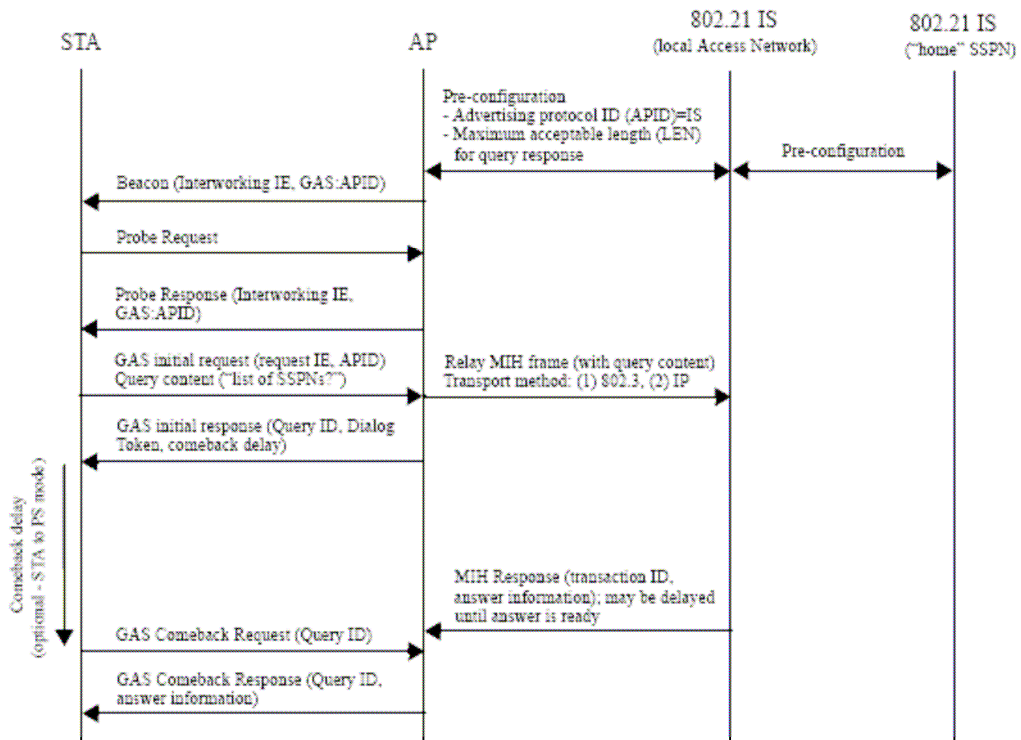 STA
AP
802.21 IS
(local Access Network)
802.21 IS
("home" SSPN)
Pre-configuration
- Advertising protocol ID (APID)=IS
- Maximum acceptable length (LEN)
for query response
Pre-configuration
Beacon (Interworking IE, GAS:APID)
Probe Request
Probe Response (Interworking IE,
GAS:APID)
GAS initial request (request IE, APID)
Query content ("list of SSPNs?")
Relay MIH frame (with query content)
Transport method: (1) 802.3, (2) IP
GAS initial response (Query ID, Dialog
Token, comeback delay)
Comeback delay
(optional - STA to PS mode)
MIH Response (transaction ID,
answer information); may be delayed
until answer is ready
GAS Comeback Request (Query ID)
GAS Comeback Response (Query ID,
answer information)